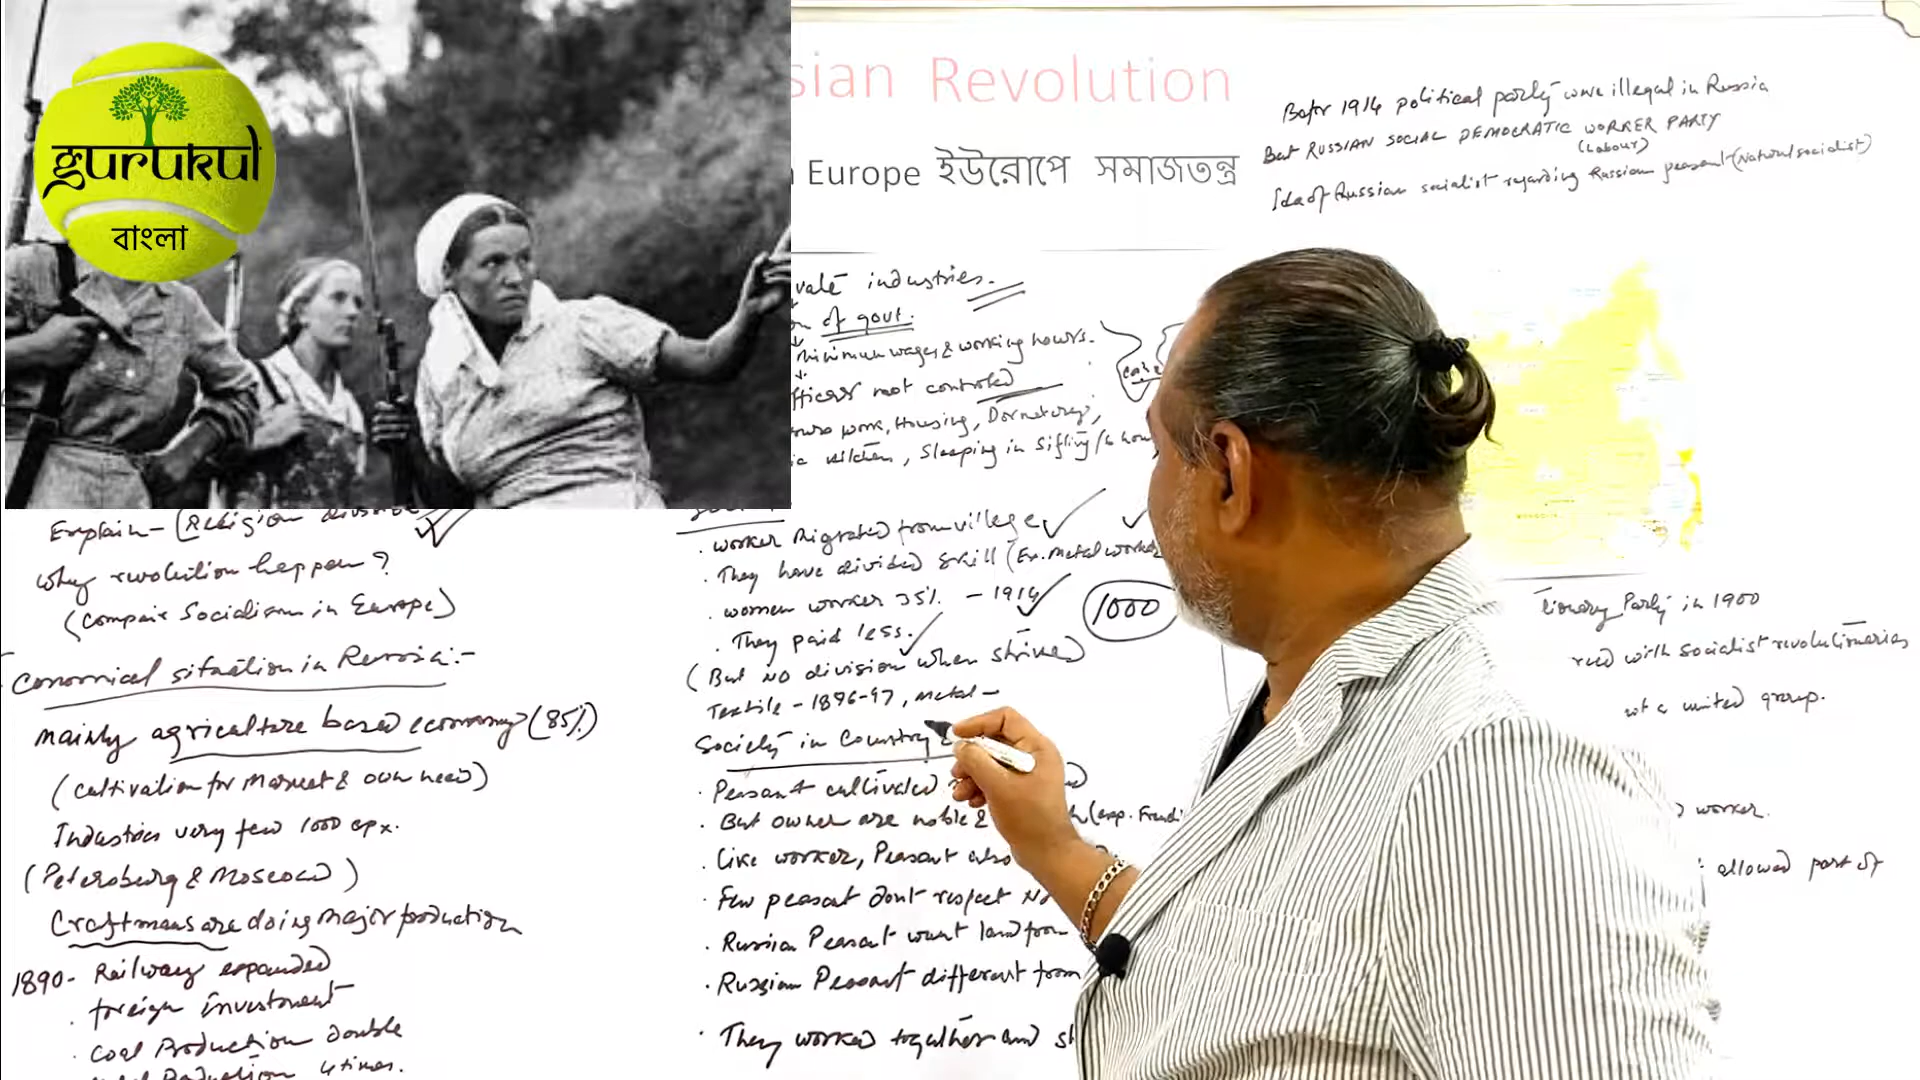 gurukul
বাংলা
sian Revolution
Europe ইউরোপে সমাজতন্ত্র
1914 political party were illegal in Russia
But RUSSIAN SOCIAL DEMOCRATIC WORKER PARTY
(Labour)
of Russian socialist regarding Russian peasant (National socialist)
vate industries.
of govt.
minimum wages & working hours.
fficer not controled
work, Housing, Dormetory,
kitchen, Sleeping in
Explain - (Religion
why revolution happen?
(Compair Socialism in Europe)
Economical situation in Russia:-
Mainly agriculture based economy (85%)
(cultivation for Market & own need)
Industries very few 1000 apx.
(Petersburg & Moscow)
Craftmans are doing major production
1890 - Railway expanded
. foreign investment
. Coal Production double
4 times.
. worker migrated from village
. They have divided skill (Ex. Metal worker
. women worker 35% - 1914
1000
. They paid less.
(But NO division when striked
Textile - 1896-97, metal -
Society in Country
. Peasant cultivated
. But owner are noble &
. Like worker, Peasant also
. Few peasant dont respect No
. Russian Peasant want land from
. Russian Peasant different from
. They worked together and
Party in 1900
with socialist revolutionaries
not a united group.
worker.
allowed part of